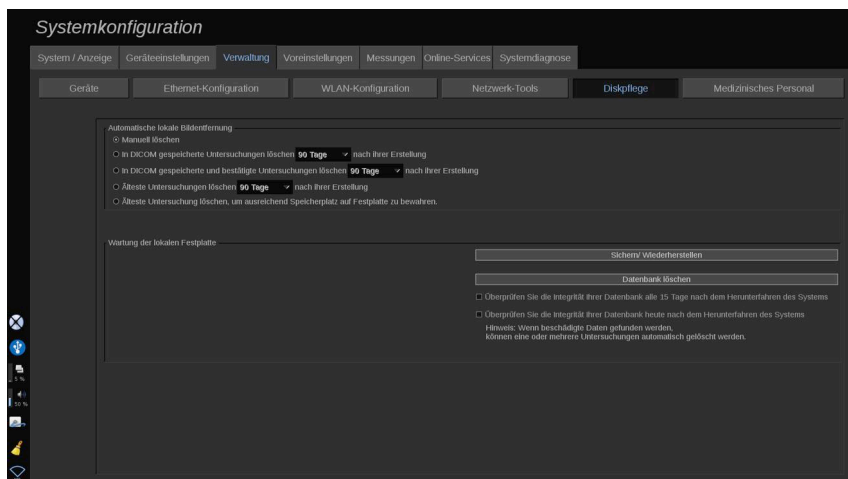 Systemkonfiguration
System / Anzeige Geräteeinstellungen Verwaltung Voreinstellungen Messungen Online-Services Systemdiagnose
Geräte Ethernet-Konfiguration WLAN-Konfiguration Netzwerk-Tools Diskpflege Medizinisches Personal
Automatische lokale Bildentfernung
Manuell löschen
In DICOM gespeicherte Untersuchungen löschen 90 Tage nach ihrer Erstellung
In DICOM gespeicherte und bestätigte Untersuchungen löschen 90 Tage nach ihrer Erstellung
Älteste Untersuchungen löschen 90 Tage nach ihrer Erstellung
Älteste Untersuchung löschen, um ausreichend Speicherplatz auf Festplatte zu bewahren.
Wartung der lokalen Festplatte
Sichern/ Wiederherstellen
Datenbank löschen
Überprüfen Sie die Integrität Ihrer Datenbank alle 15 Tage nach dem Herunterfahren des Systems
Überprüfen Sie die Integrität Ihrer Datenbank heute nach dem Herunterfahren des Systems
Hinweis: Wenn beschädigte Daten gefunden werden,
können eine oder mehrere Untersuchungen automatisch gelöscht werden.
5 %
50 %